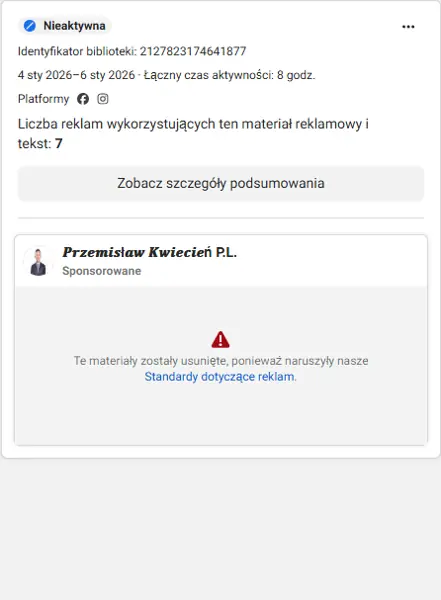 Nieaktywna
Identyfikator biblioteki: 2127823174641877
4 sty 2026–6 sty 2026 · Łączny czas aktywności: 8 godz.
Platformy
Liczba reklam wykorzystujących ten materiał reklamowy i
tekst: 7
Zobacz szczegóły podsumowania
𝑷𝒓𝒛𝒆𝒎𝒊𝒔ł𝒂𝒘 𝑲𝒘𝒊𝒆𝒄𝒊𝒆ń P.L.
Sponsorowane
Te materiały zostały usunięte, ponieważ naruszyły nasze
Standardy dotyczące reklam.